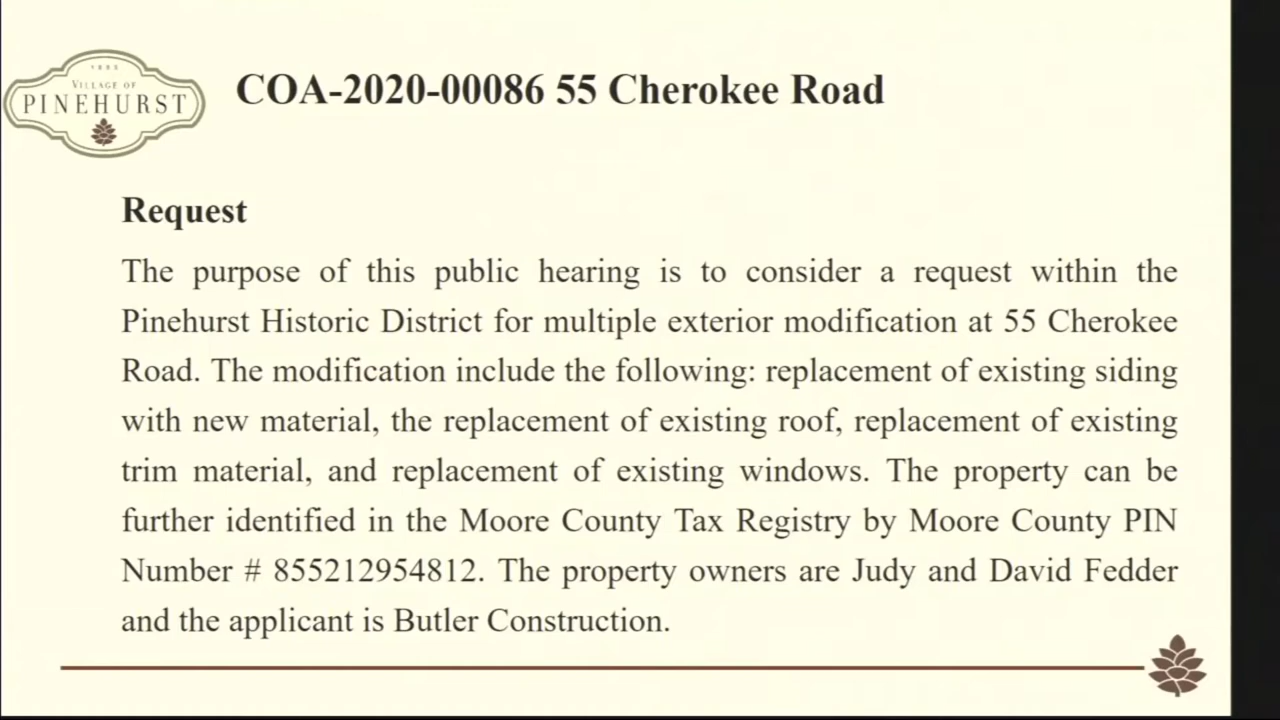 1895
VILLAGE OF
PINEHURST
COA-2020-00086 55 Cherokee Road
Request
The purpose of this public hearing is to consider a request within the
Pinehurst Historic District for multiple exterior modification at 55 Cherokee
Road. The modification include the following: replacement of existing siding
with new material, the replacement of existing roof, replacement of existing
trim material, and replacement of existing windows. The property can be
further identified in the Moore County Tax Registry by Moore County PIN
Number # 855212954812. The property owners are Judy and David Fedder
and the applicant is Butler Construction.